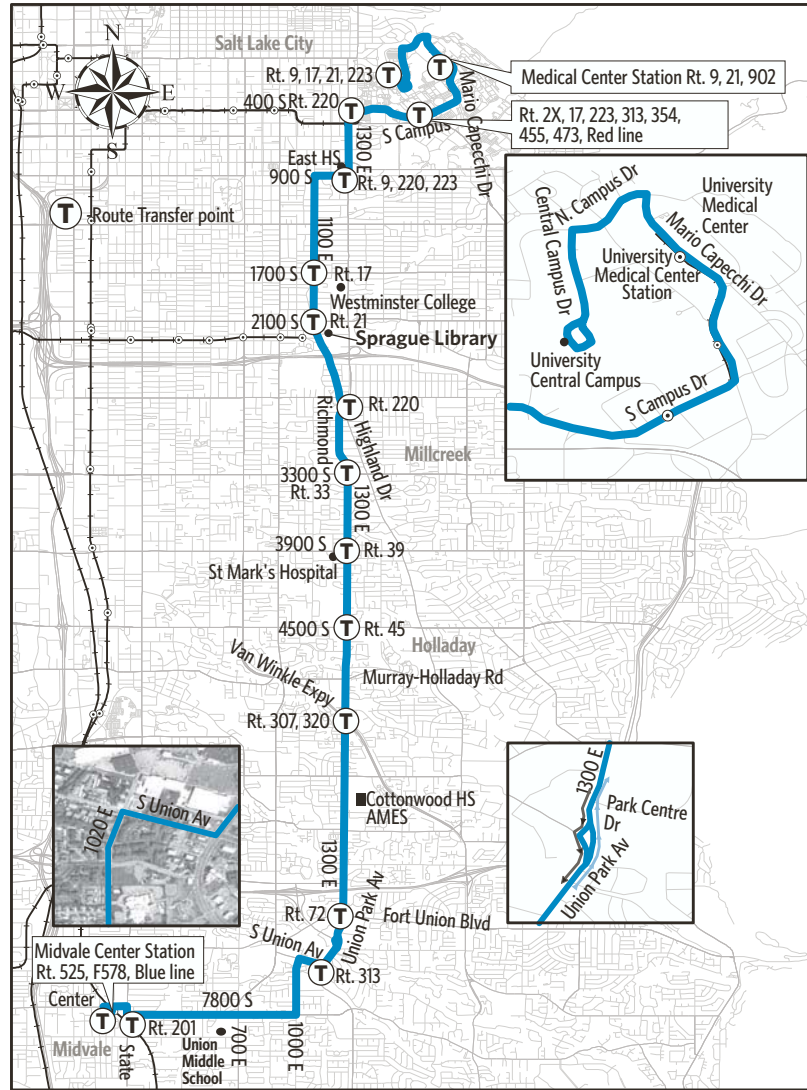 N
W
E
S
Salt Lake City
Rt. 9, 17, 21, 223
Medical Center Station Rt. 9, 21, 902
Mario Capecchi Dr
400 S
Rt. 220
S Campus
Rt. 2X, 17, 223, 313, 354,
455, 473, Red line
1300 E
East HS
900 S
Rt. 9, 220, 223
T
Route Transfer point
1100 E
1700 S
Rt. 17
Westminster College
2100 S
Rt. 21
Sprague Library
N. Campus Dr
Central Campus Dr
University
Medical
Center
Mario Capecchi Dr
University
Medical Center
Station
University
Central Campus
S Campus Dr
Rt. 220
Richmond
Highland Dr
Millcreek
3300 S
Rt. 33
1300 E
3900 S
Rt. 39
St Mark's Hospital
4500 S
Rt. 45
Holladay
Van Winkle Expy
Murray-Holladay Rd
Rt. 307, 320
S Union Av
1020 E
Cottonwood HS
AMES
1300 E
Park Centre
Dr
Union Park Av
1300 E
Union Park Av
Rt. 72
Fort Union Blvd
S Union Av
Rt. 313
Midvale Center Station
Rt. 525, F578, Blue line
Center
7800 S
Rt. 201
Midvale
State
Union
Middle
School
700 E
1000 E